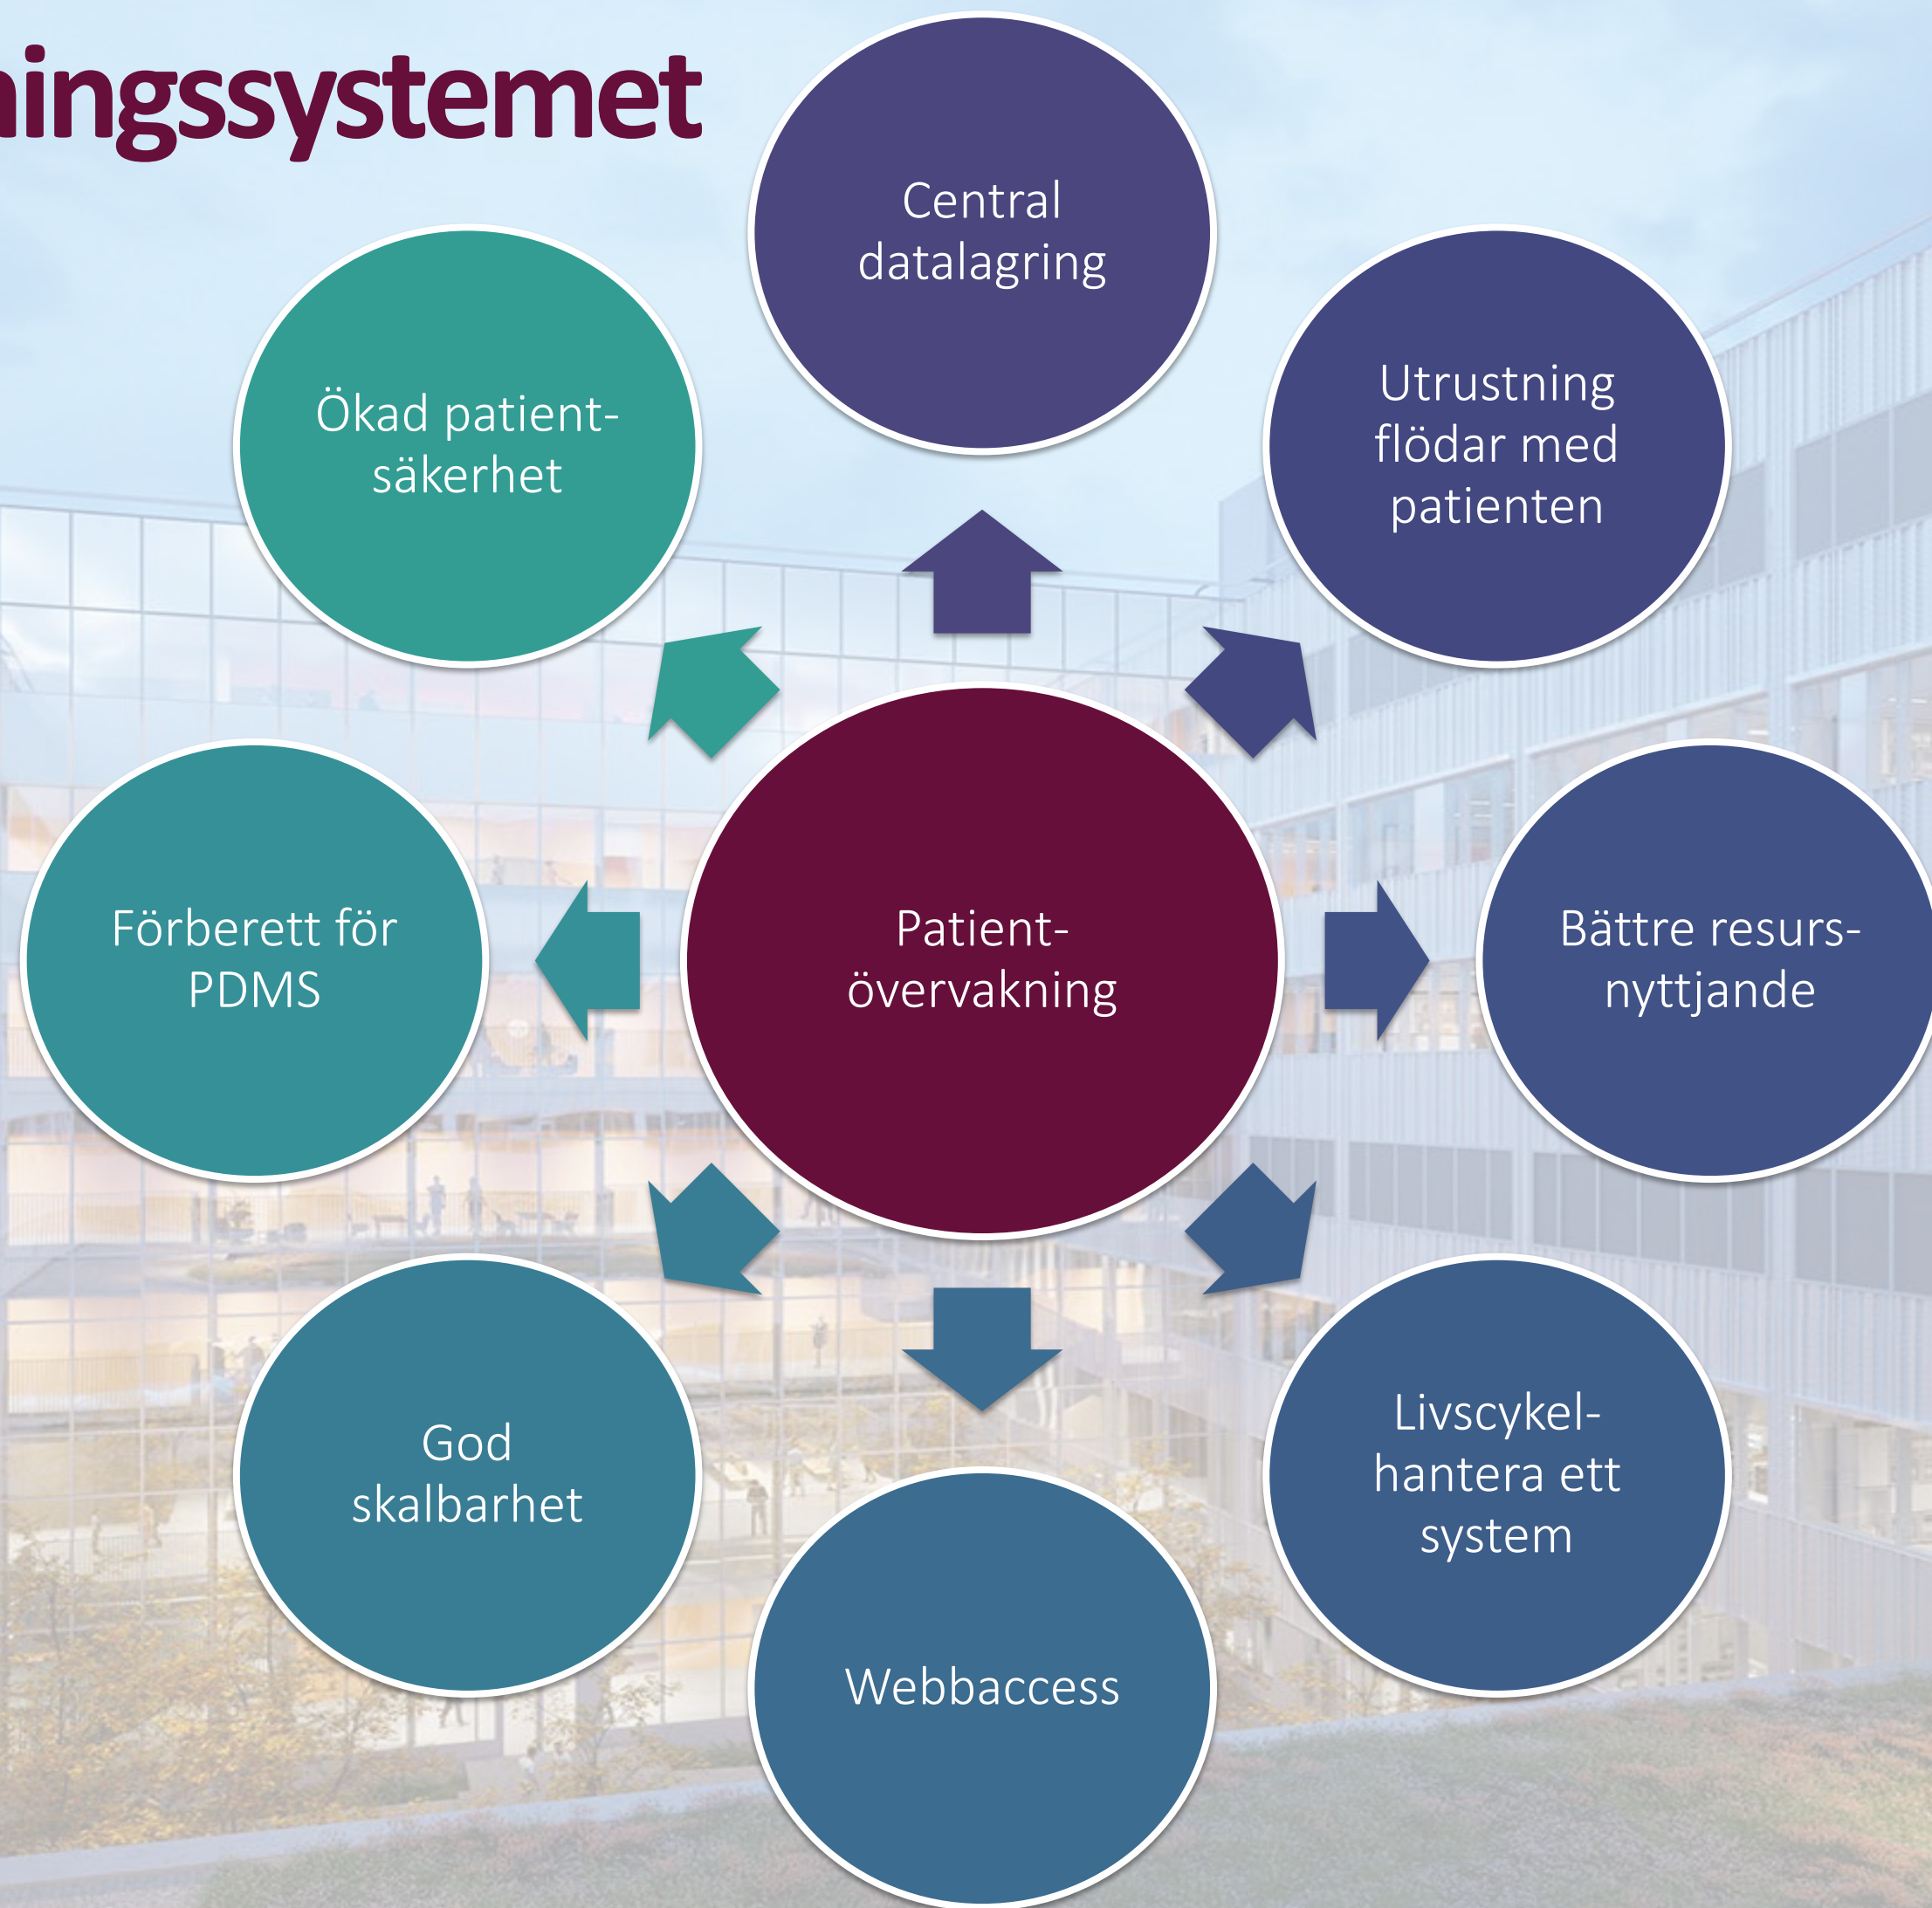 ningssystemet
Central
datalagring
Utrustning
flödar med
patienten
Bättre resurs-
nyttjande
Livscykel-
hantera ett
system
Webbaccess
God
skalbarhet
Förberett för
PDMS
Ökad patient-
säkerhet
Patient-
övervakning